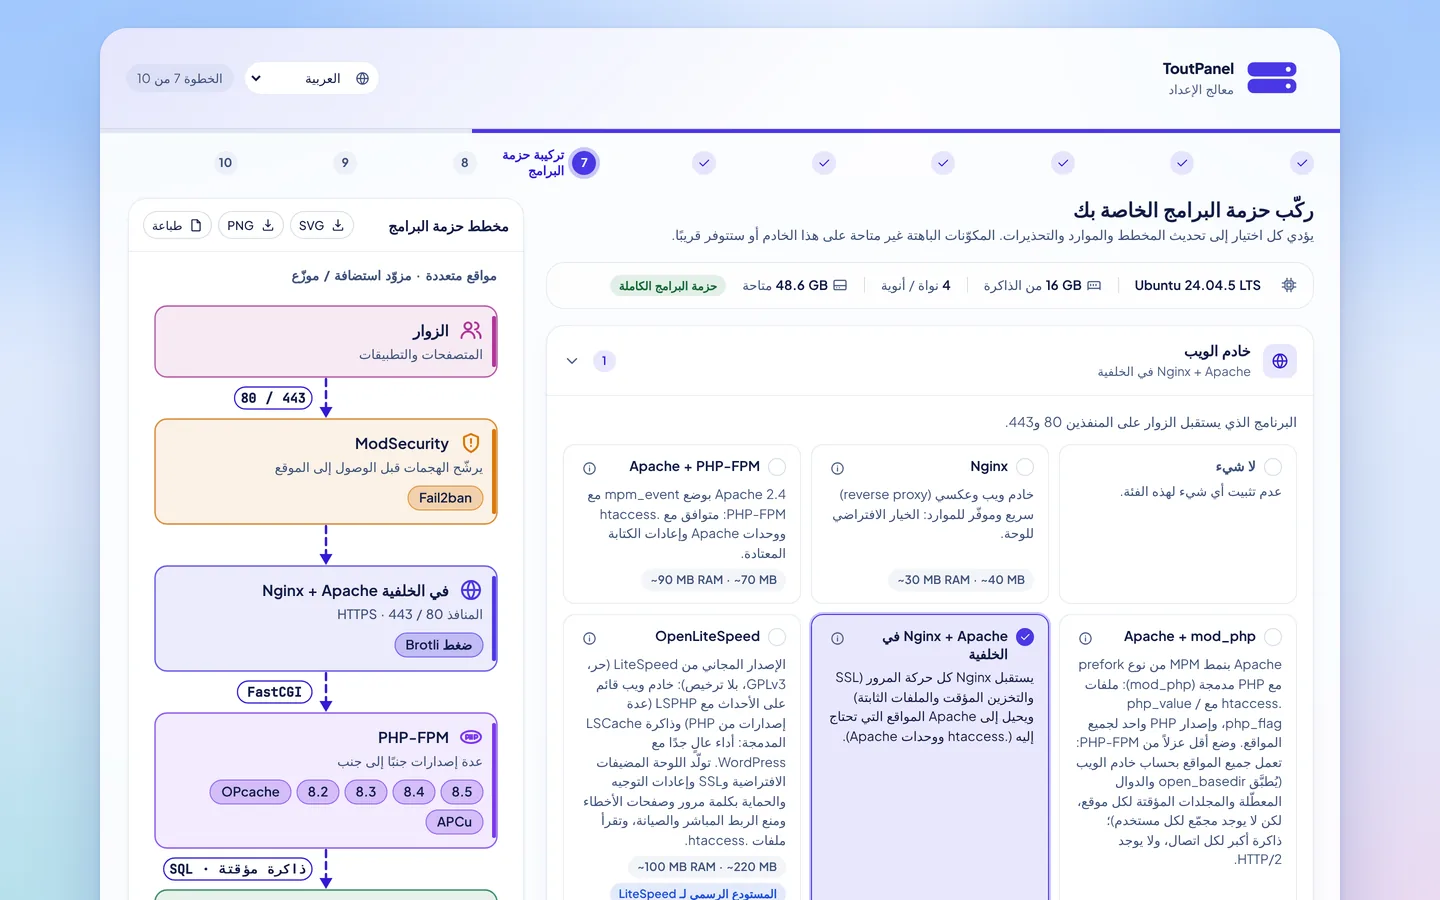 ToutPanel
معالج الإعداد
العربية
الخطوة 7 من 10
7
تركيبة حزمة
البرامج
8
9
10
ركّب حزمة البرامج الخاصة بك
يؤدي كل اختيار إلى تحديث المخطط والموارد والتحذيرات. المكوّنات الباهتة غير متاحة على هذا الخادم أو ستتوفر قريبًا.
Ubuntu 24.04.5 LTS
16 GB من الذاكرة
4 نواة / أنوية
48.6 GB متاحة
حزمة البرامج الكاملة
خادم الويب
Nginx + Apache في الخلفية
1
البرنامج الذي يستقبل الزوار على المنفذين 80 و443.
لا شيء
عدم تثبيت أي شيء لهذه الفئة.
Nginx
خادم ويب وعكسي (reverse proxy)
سريع وموفّر للموارد: الخيار الافتراضي
للوحة.
~30 MB RAM · ~40 MB
Apache + PHP-FPM
Apache 2.4 بوضع mpm_event مع
PHP-FPM: متوافق مع .htaccess
ووحدات Apache وإعادات الكتابة
المعتادة.
~90 MB RAM · ~70 MB
Apache + mod_php
Apache بنمط MPM من نوع prefork
مع PHP مدمجة (mod_php): ملفات
.htaccess مع php_value /
php_flag، وإصدار PHP واحد لجميع
المواقع. وضع أقل عزلاً من PHP-FPM:
تعمل جميع المواقع بحساب خادم الويب
(يُطبَّق open_basedir والدوال
المعطّلة والمجلدات المؤقتة لكل موقع،
لكن لا يوجد مجمّع لكل مستخدم)؛
ذاكرة أكبر لكل اتصال، ولا يوجد
HTTP/2.
Nginx + Apache في
الخلفية
يستقبل Nginx كل حركة المرور (SSL
والتخزين المؤقت والملفات الثابتة)
ويحيل إلى Apache المواقع التي تحتاج
إليه (.htaccess ووحدات Apache).
OpenLiteSpeed
الإصدار المجاني من LiteSpeed (حر،
GPLv3، بلا ترخيص): خادم ويب قائم
على الأحداث مع LSPHP (عدة
إصدارات من PHP) وذاكرة LSCache
المدمجة: أداء عالٍ جدًا مع
WordPress. تولّد اللوحة المضيفات
الافتراضية وSSL وإعادات التوجيه
والحماية بكلمة مرور وصفحات الأخطاء
ومنع الربط المباشر والصيانة، وتقرأ
ملفات .htaccess.
~100 MB RAM · ~220 MB
المستودع الرسمي لـ LiteSpeed
مخطط حزمة البرامج
SVG
PNG
طباعة
مواقع متعددة · مزوّد استضافة / موزّع
الزوار
المتصفحات والتطبيقات
80 / 443
ModSecurity
يرشّح الهجمات قبل الوصول إلى الموقع
Fail2ban
Nginx + Apache في الخلفية
المنافذ 80 / 443 · HTTPS
ضغط Brotli
FastCGI
PHP-FPM
عدة إصدارات جنبًا إلى جنب
8.5
8.4
8.3
8.2
OPcache
APCu
SQL · ذاكرة مؤقتة